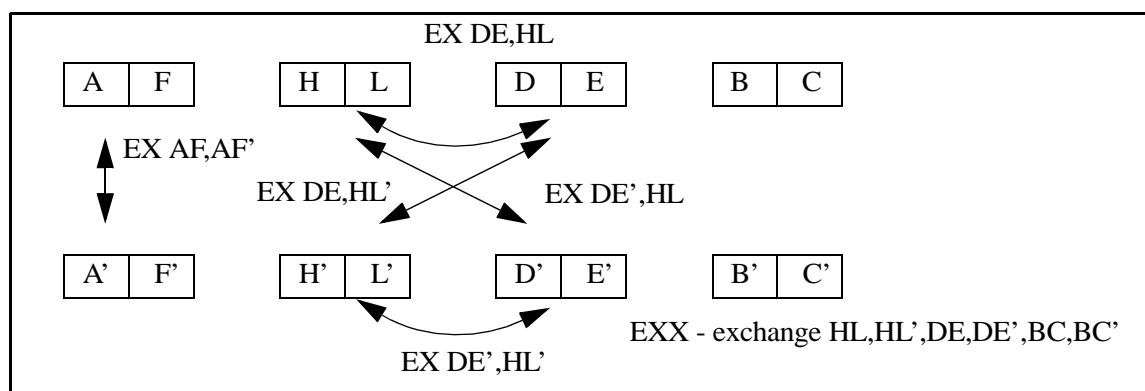 EX DE,HL
A F H L D E B C
EX AF,AF’
EX DE,HL’ EX DE’,HL
A’ F’ H’ L’ D’ E’ B’ C’
EXX - exchange HL,HL’,DE,DE’,BC,BC’
EX DE’,HL’